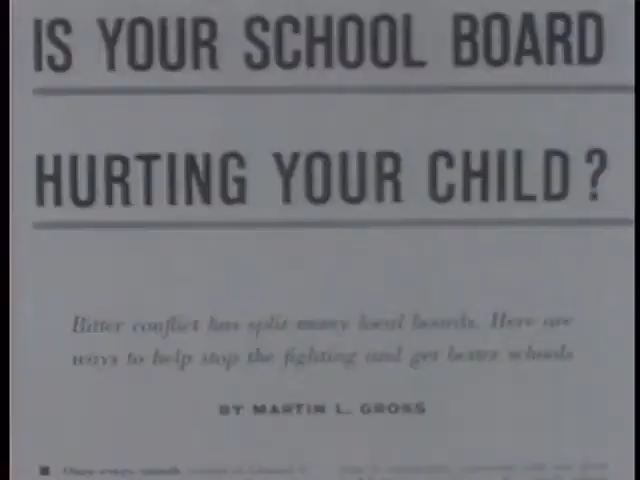 IS YOUR SCHOOL BOARD
HURTING YOUR CHILD?
Bitter conflict has split many local boards. Here are
ways to help stop the fighting and get better schools
BY MARTIN L. GROSS